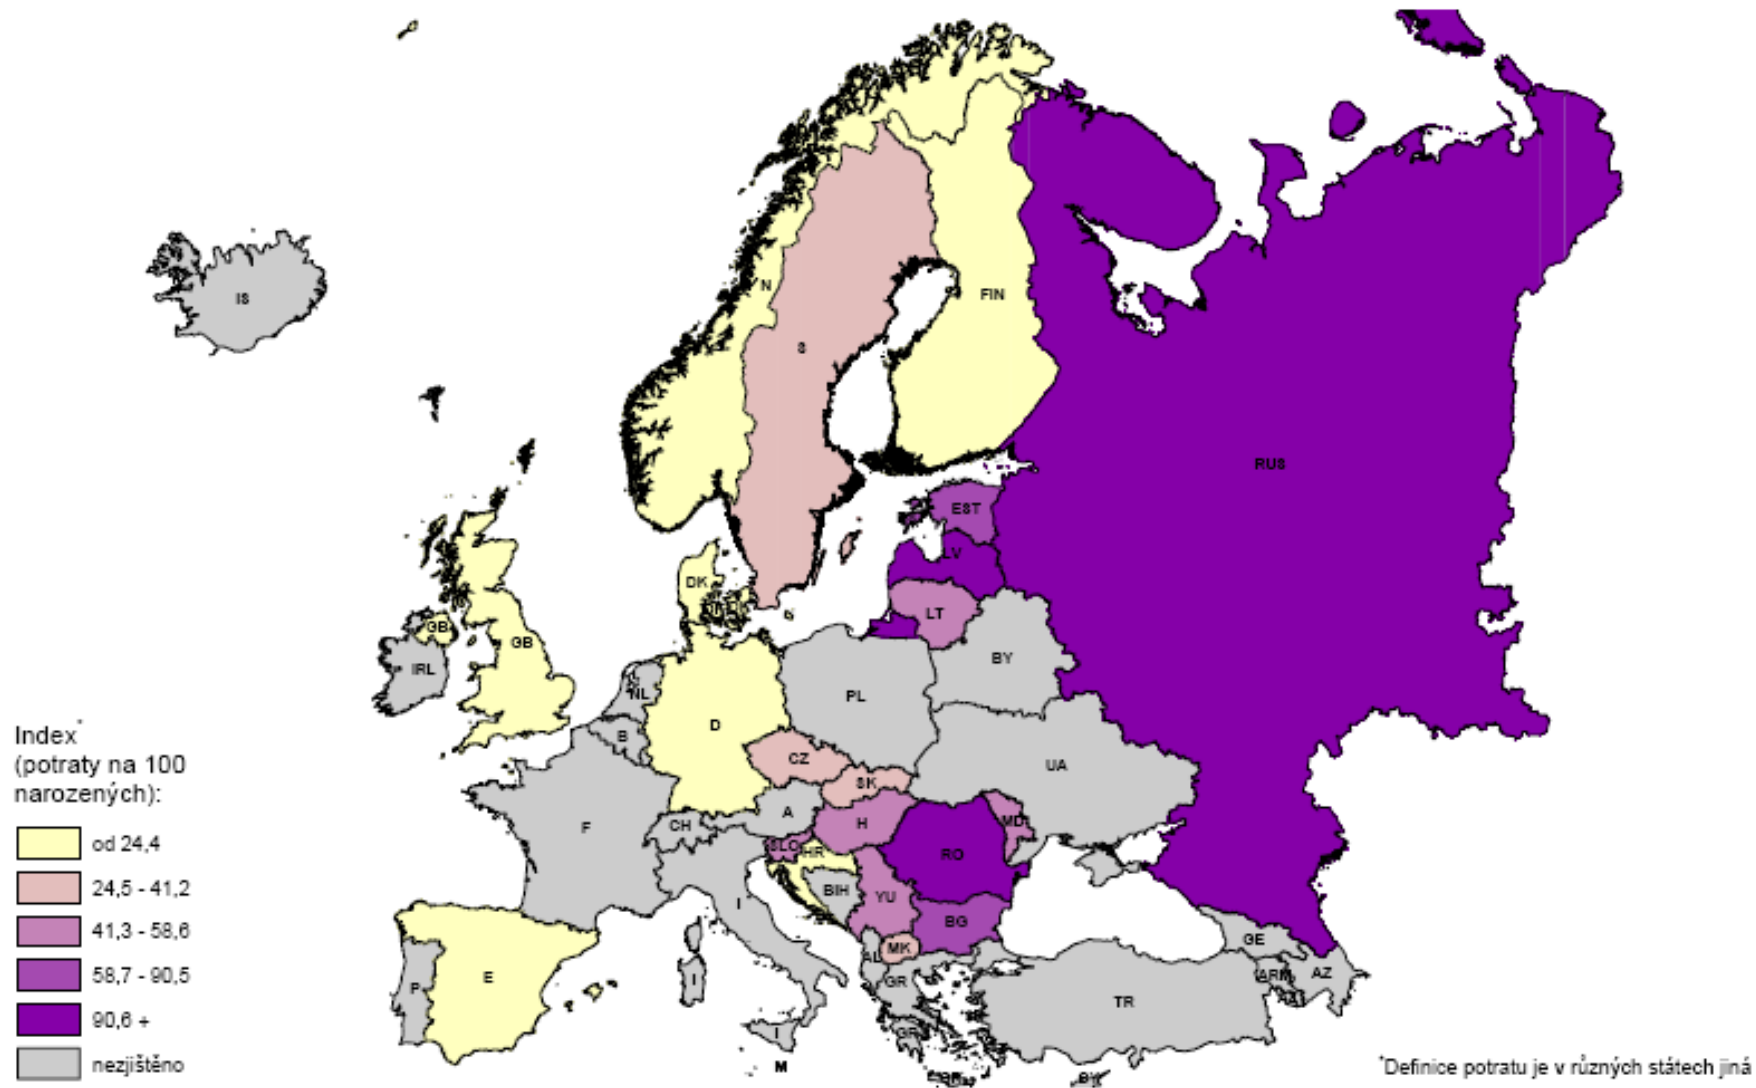 IS
N
S
FIN
RUS
EST
LV
LT
DK
GB
GB
IRL
NL
BY
PL
B
D
CZ
SK
UA
F
CH
A
H
MD
SLO
HR
RO
BIH
YU
BG
I
MK
AL
GR
GE
ARM
AZ
P
E
I
TR
I
M
Index*
(potraty na 100
narozených):
od 24,4
24,5 - 41,2
41,3 - 58,6
58,7 - 90,5
90,6 +
nezjištěno
*Definice potratu je v různých státech jiná